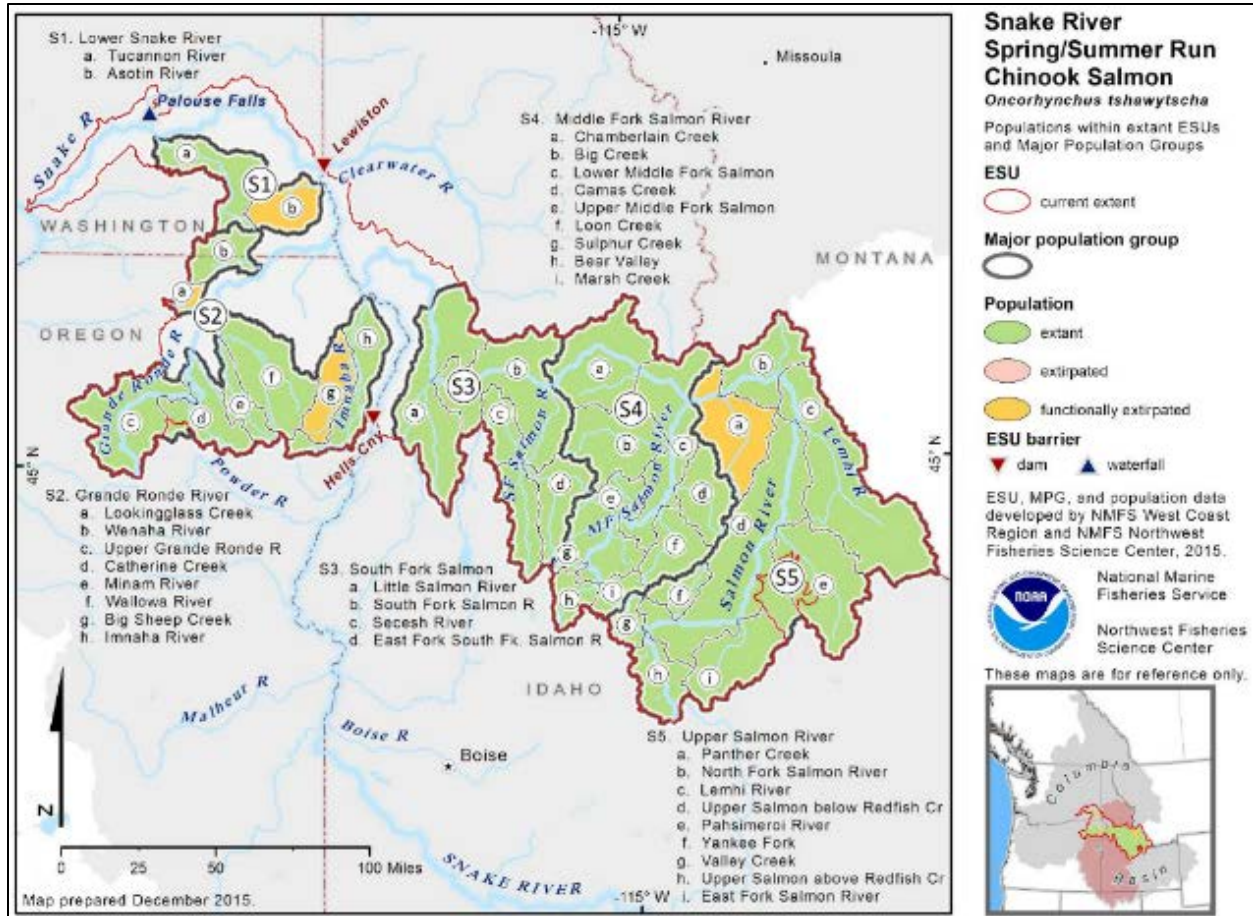 S1. Lower Snake River
a. Tucannon River
b. Asotin River
Palouse Falls
Snake R
Lewiston
Clearwater R
-115° W
Missoula
S4. Middle Fork Salmon River
a. Chamberlain Creek
b. Big Creek
c. Lower Middle Fork Salmon
d. Camas Creek
e. Upper Middle Fork Salmon
f. Loon Creek
g. Sulphur Creek
h. Bear Valley
i. Marsh Creek
WASHINGTON
OREGON
MONTANA
IDAHO
a
S1
b
b
a
S2
h
f
g
e
d
c
Grande Ronde R
Imnaha R
Hells Cny
Powder R
45° N
45° N
a
S3
b
c
d
SF Salmon R
a
S4
b
c
d
e
f
g
h
i
MF Salmon River
a
b
c
d
S5
e
f
g
h
i
Salmon River
Lemhi R
S2. Grande Ronde River
a. Lookingglass Creek
b. Wenaha River
c. Upper Grande Ronde R
d. Catherine Creek
e. Minam River
f. Wallowa River
g. Big Sheep Creek
h. Imnaha River
S3. South Fork Salmon
a. Little Salmon River
b. South Fork Salmon R
c. Secesh River
d. East Fork South Fk. Salmon R
Malheur R
Boise R
Boise
SNAKE RIVER
-115° W
S5. Upper Salmon River
a. Panther Creek
b. North Fork Salmon River
c. Lemhi River
d. Upper Salmon below Redfish Cr
e. Pahsimeroi River
f. Yankee Fork
g. Valley Creek
h. Upper Salmon above Redfish Cr
i. East Fork Salmon River
N
0 25 50 100 Miles
Map prepared December 2015.
Snake River
Spring/Summer Run
Chinook Salmon
Oncorhynchus tshawytscha
Populations within extant ESUs
and Major Population Groups
ESU
current extent
Major population group
Population
extant
extirpated
functionally extirpated
ESU barrier
dam
waterfall
ESU, MPG, and population data
developed by NMFS West Coast
Region and NMFS Northwest
Fisheries Science Center, 2015.
NOAA
National Marine
Fisheries Service
Northwest Fisheries
Science Center
These maps are for reference only.
Columbia
Basin